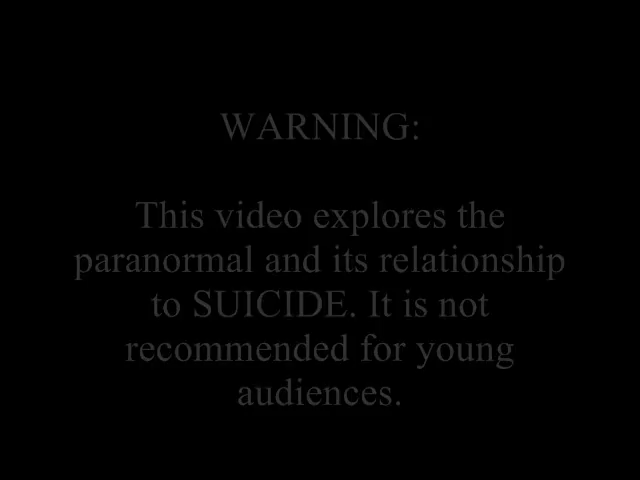 WARNING:
This video explores the
paranormal and its relationship
to SUICIDE. It is not
recommended for young
audiences.